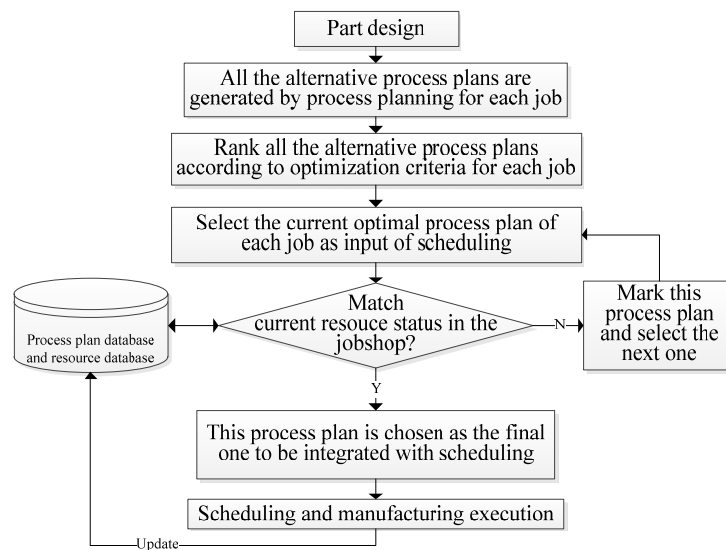 Part design
All the alternative process plans are
generated by process planning for each job
Rank all the alternative process plans
according to optimization criteria for each job
Select the current optimal process plan of
each job as input of scheduling
Match
current resouce status in the
jobshop?
Process plan database
and resource database
N
Mark this
process plan
and select the
next one
Y
This process plan is chosen as the final
one to be integrated with scheduling
Scheduling and manufacturing execution
Update